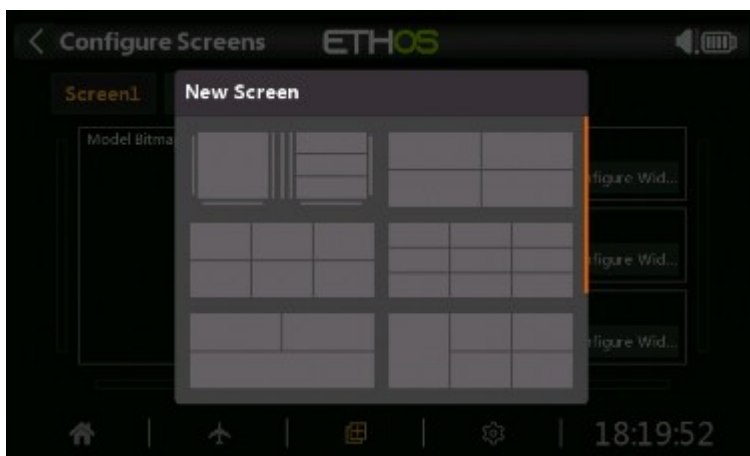 Configure Screens
ETHOS
Screen1
New Screen
Model Bitma
figure Wid...
figure Wid...
figure Wid...
18:19:52